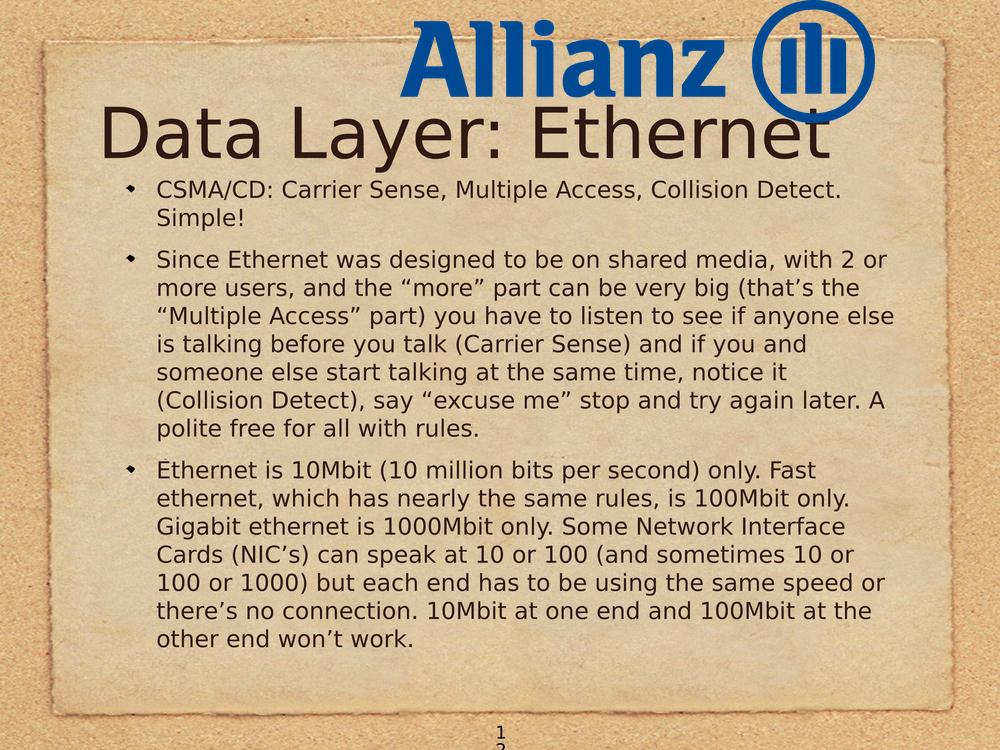 Allianz
Data Layer: Ethernet
CSMA/CD: Carrier Sense, Multiple Access, Collision Detect.
Simple!
Since Ethernet was designed to be on shared media, with 2 or
more users, and the “more” part can be very big (that’s the
“Multiple Access” part) you have to listen to see if anyone else
is talking before you talk (Carrier Sense) and if you and
someone else start talking at the same time, notice it
(Collision Detect), say “excuse me” stop and try again later. A
polite free for all with rules.
Ethernet is 10Mbit (10 million bits per second) only. Fast
ethernet, which has nearly the same rules, is 100Mbit only.
Gigabit ethernet is 1000Mbit only. Some Network Interface
Cards (NIC’s) can speak at 10 or 100 (and sometimes 10 or
100 or 1000) but each end has to be using the same speed or
there’s no connection. 10Mbit at one end and 100Mbit at the
other end won’t work.
1
2